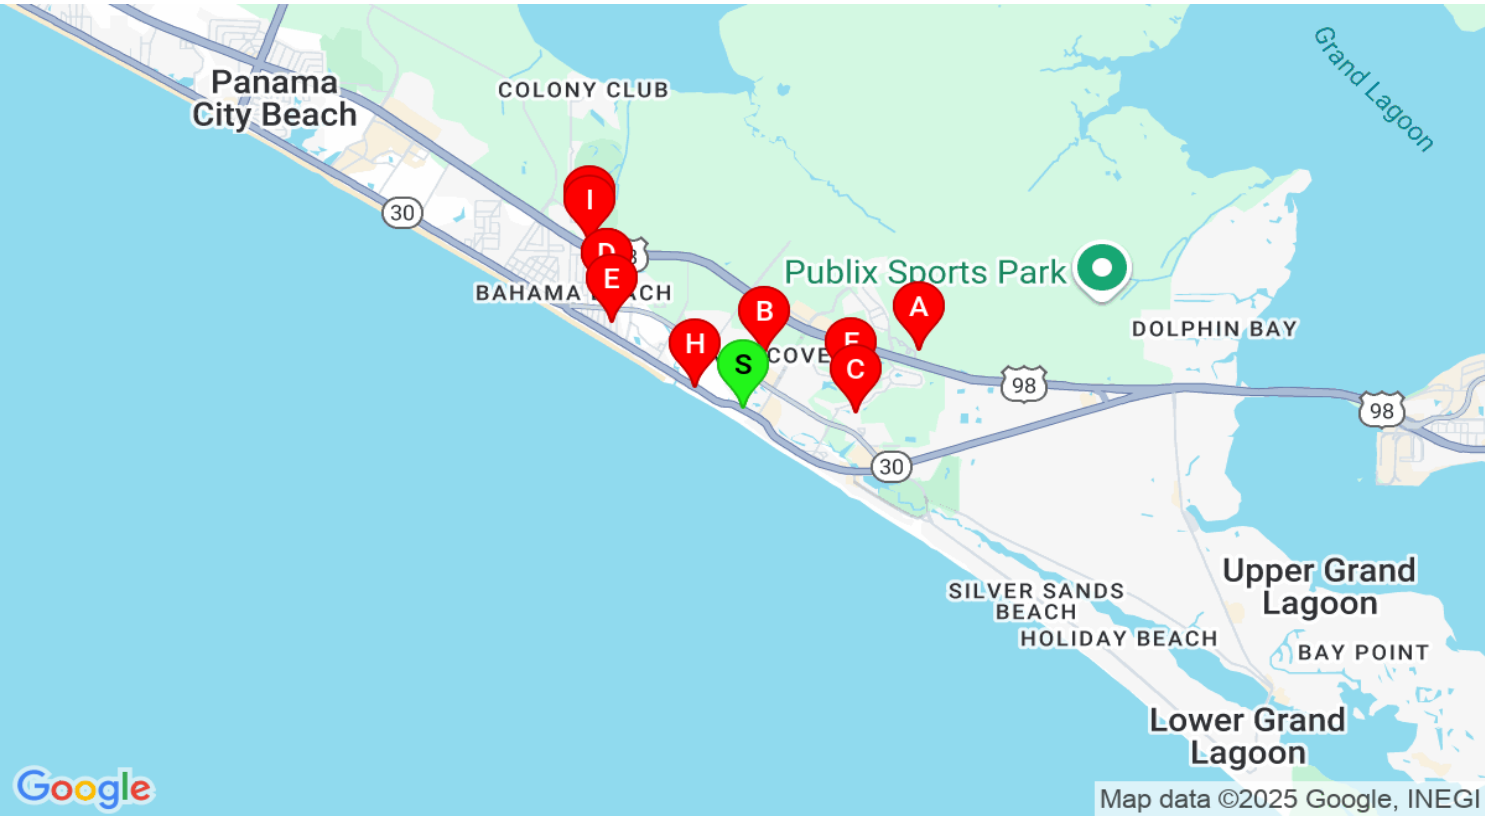 Grand Lagoon
Panama
City Beach
COLONY CLUB
30
I
D
E
BAHAMA BEACH
Publix Sports Park
A
B
H
S
COVE
F
C
DOLPHIN BAY
98
98
30
Upper Grand
Lagoon
SILVER SANDS
BEACH
HOLIDAY BEACH
BAY POINT
Lower Grand
Lagoon
Google
Map data ©2025 Google, INEGI